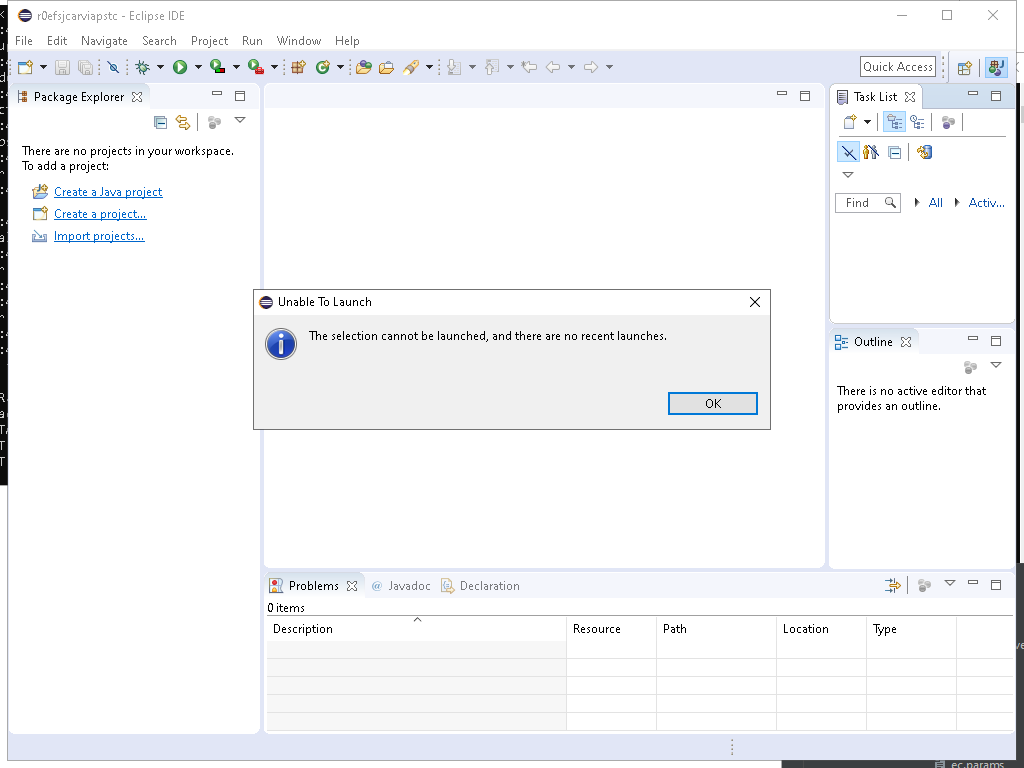 r0efsjcarviapstc - Eclipse IDE
File Edit Navigate Search Project Run Window Help
Quick Access
Package Explorer
There are no projects in your workspace.
To add a project:
Create a Java project
Create a project...
Import projects...
Task List
Find
All
Activ...
Unable To Launch
The selection cannot be launched, and there are no recent launches.
OK
Outline
There is no active editor that
provides an outline.
Problems @ Javadoc Declaration
0 items
Description Resource Path Location Type
ec.params